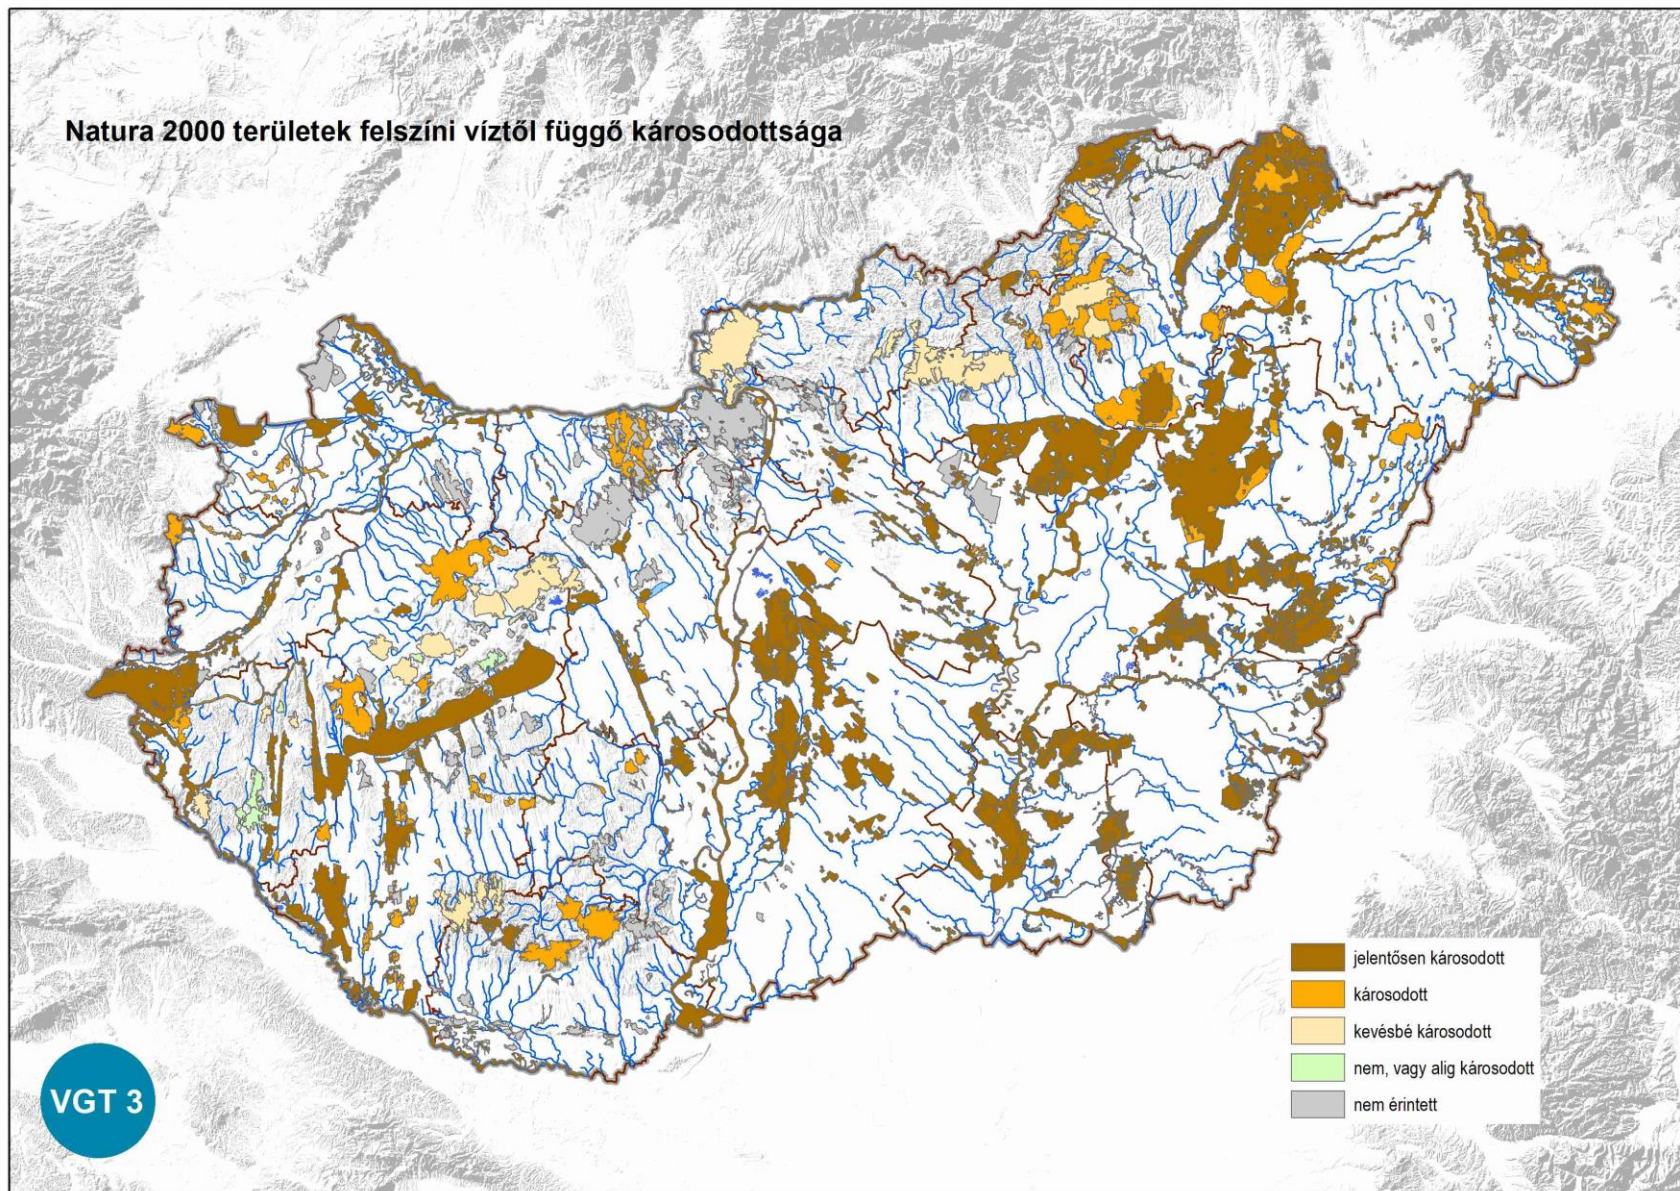 Natura 2000 területek felszíni víztől függő károsodottsága
jelentősen károsodott
károsodott
kevésbé károsodott
nem, vagy alig károsodott
nem érintett
VGT 3